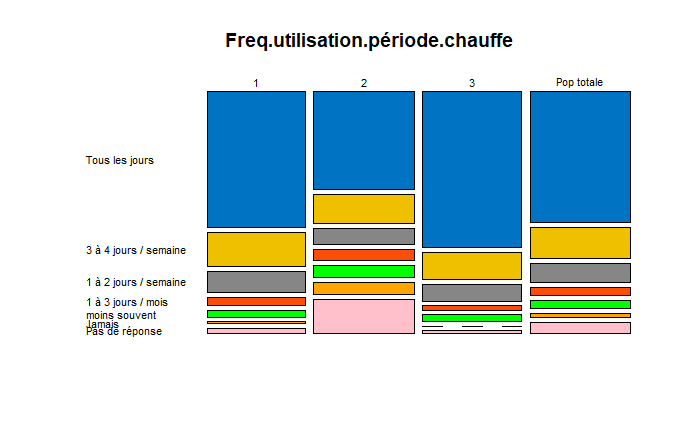 Freq.utilisation.période.chauffe
1 2 3 Pop totale
Tous les jours
3 à 4 jours / semaine
1 à 2 jours / semaine
1 à 3 jours / mois
moins souvent
Jamais
Pas de réponse